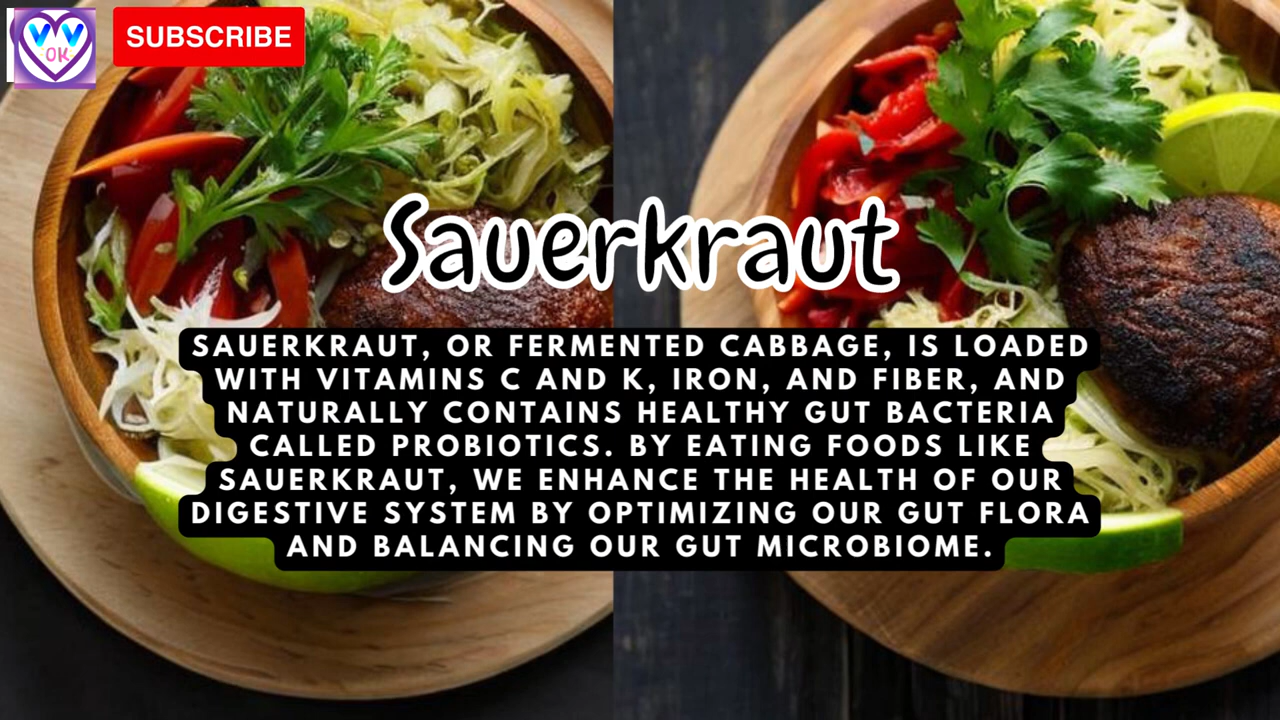 VV
OK
SUBSCRIBE
Sauerkraut
SAUERKRAUT, OR FERMENTED CABBAGE, IS LOADED
WITH VITAMINS C AND K, IRON, AND FIBER, AND
NATURALLY CONTAINS HEALTHY GUT BACTERIA
CALLED PROBIOTICS. BY EATING FOODS LIKE
SAUERKRAUT, WE ENHANCE THE HEALTH OF OUR
DIGESTIVE SYSTEM BY OPTIMIZING OUR GUT FLORA
AND BALANCING OUR GUT MICROBIOME.